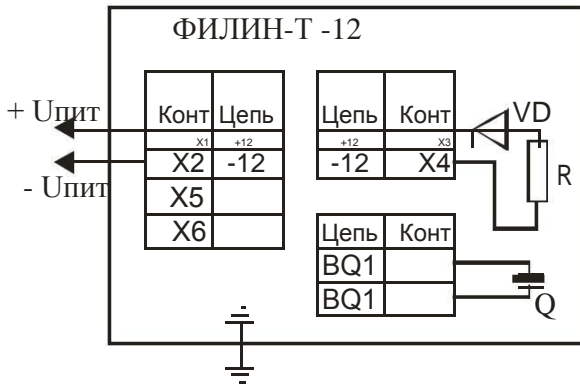 ФИЛИН-Т -12
+ Uпит
- Uпит
Конт Цепь
X1 +12
X2 -12
X5
X6
Цепь Конт
+12 X3
-12 X4
VD
R
Цепь Конт
BQ1
BQ1
Q